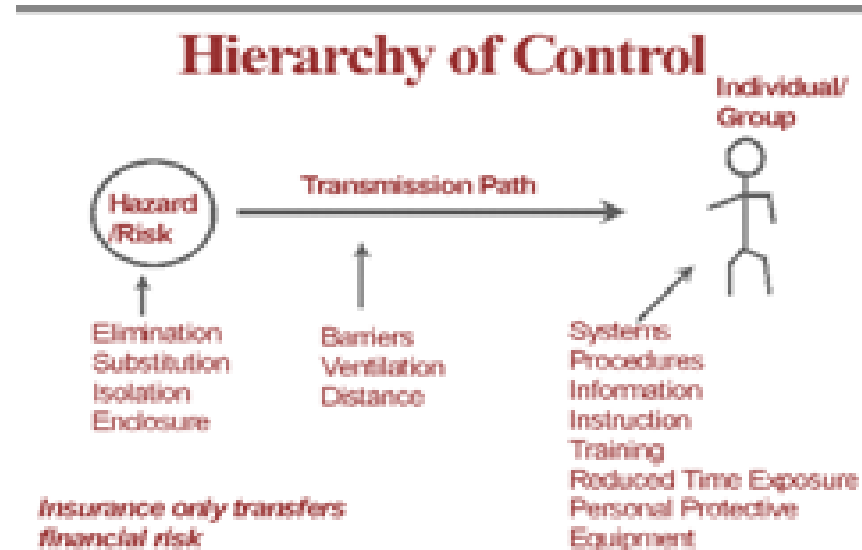 Hierarchy of Control
Individual/
Group
Transmission Path
Hazard
/Risk
Elimination
Substitution
Isolation
Enclosure
Barriers
Ventilation
Distance
Systems
Procedures
Information
Instruction
Training
Reduced Time Exposure
Personal Protective
Equipment
Insurance only transfers
financial risk